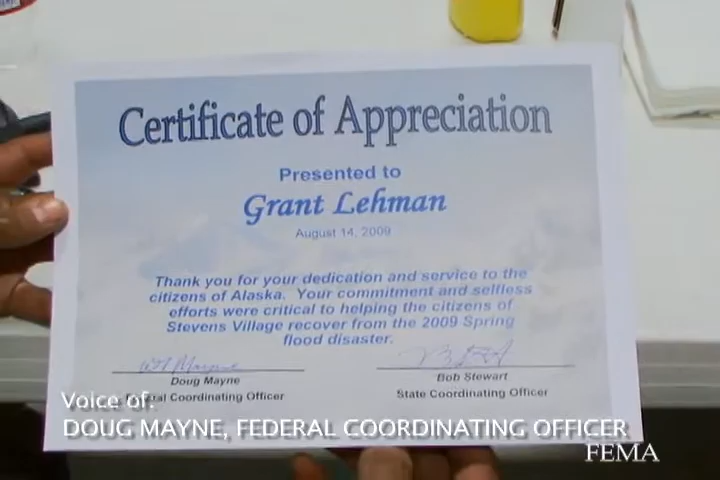 Certificate of Appreciation
Presented to
Grant Lehman
August 14, 2009
Thank you for your dedication and service to the
citizens of Alaska. Your commitment and selfless
efforts were critical to helping the citizens of
Stevens Village recover from the 2009 Spring
flood disaster.
Doug Mayne
Coordinating Officer
Bob Stewart
State Coordinating Officer
Voice of:
DOUG MAYNE, FEDERAL COORDINATING OFFICER
FEMA